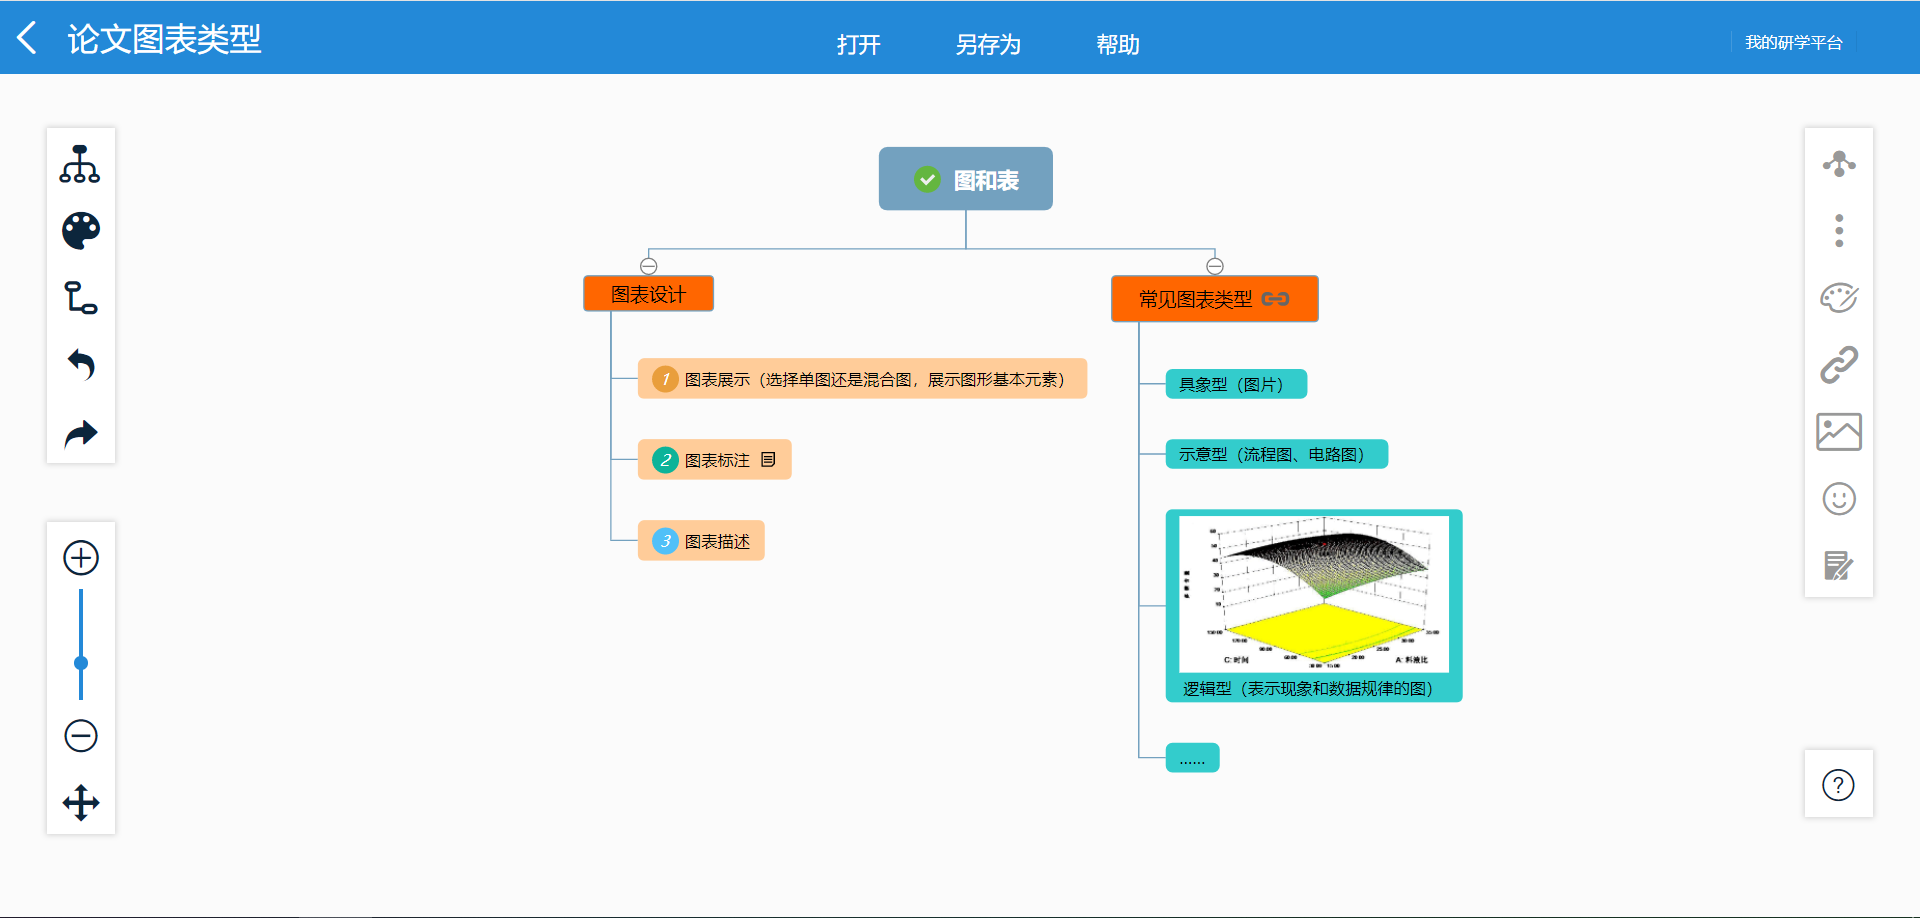 论文图表类型
打开 另存为 帮助
我的研学平台
图和表
图表设计
1 图表展示（选择单图还是混合图，展示图形基本元素）
2 图表标注
3 图表描述
常见图表类型
具象型（图片）
示意型（流程图、电路图）
C: 时间
A: 料液比
逻辑型（表示现象和数据规律的图）
......